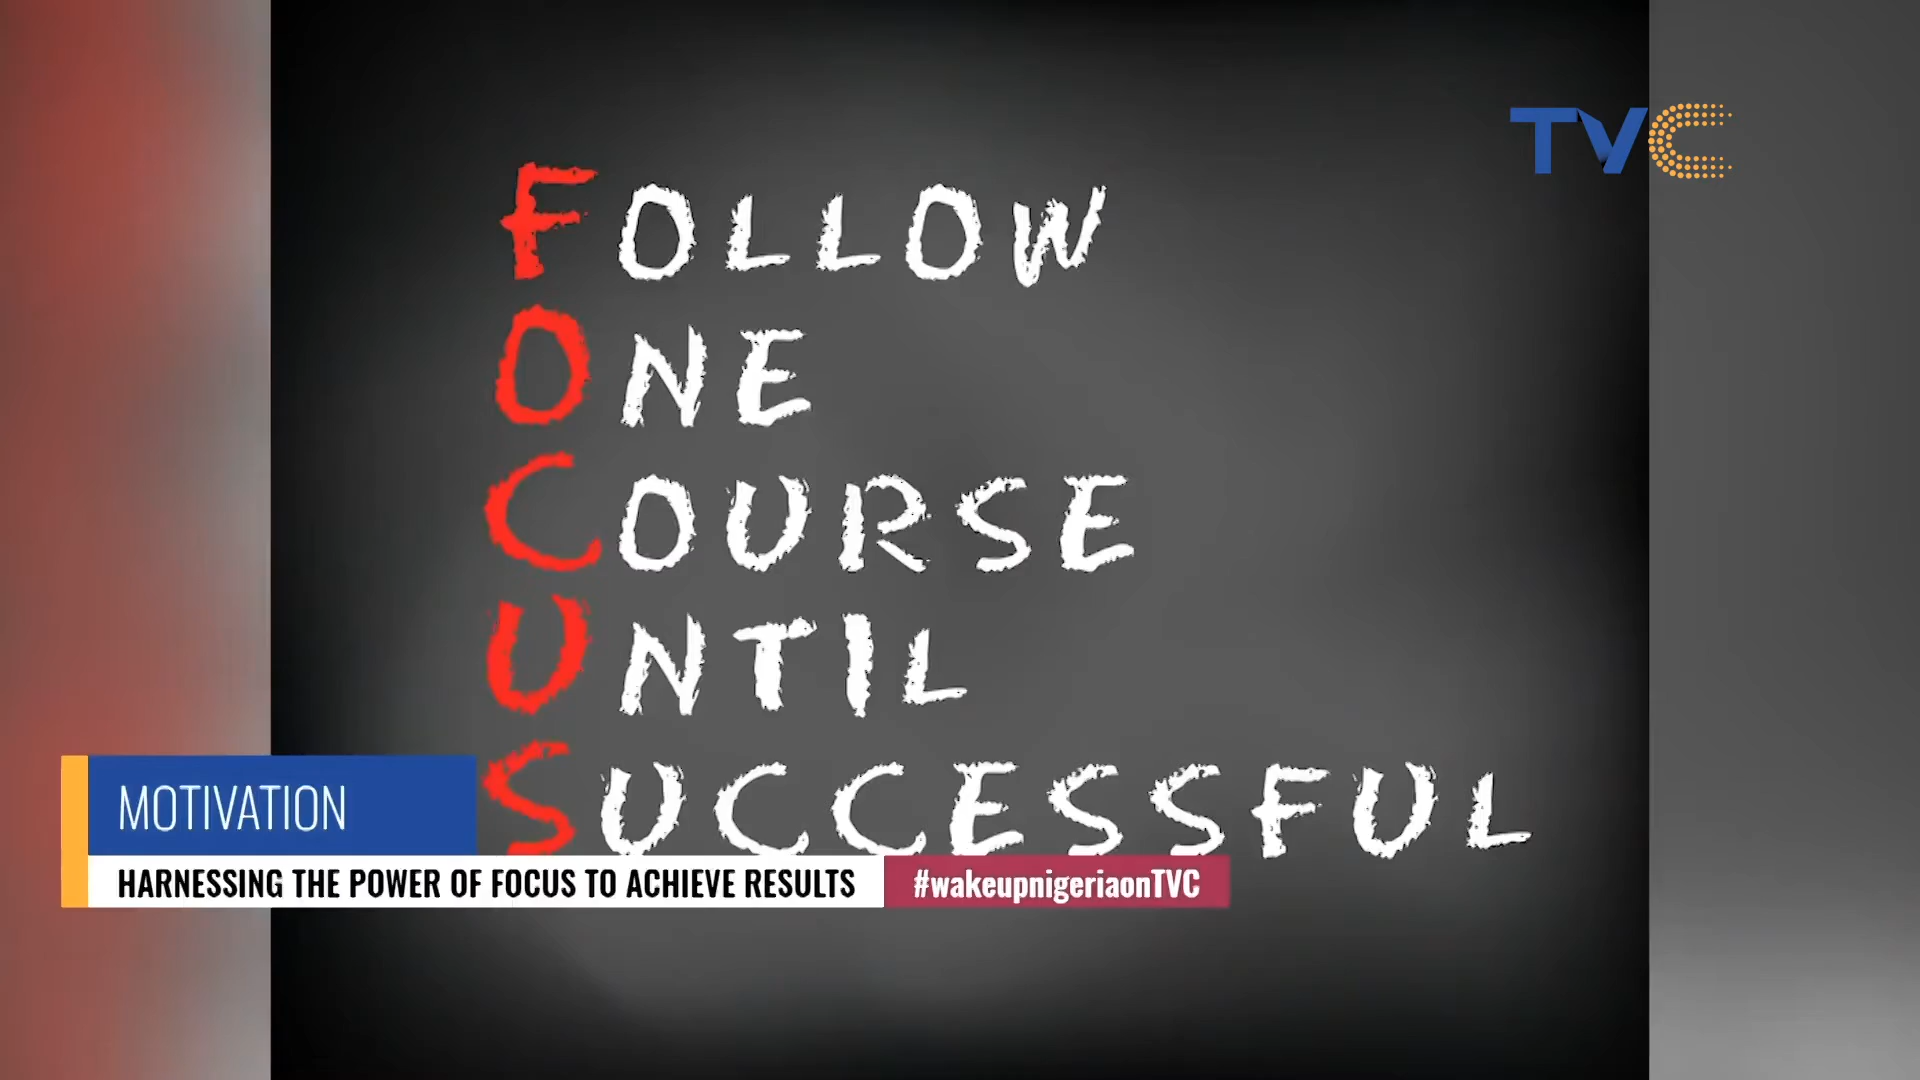 TVC
FOLLOW
ONE
COURSE
UNTIL
SUCCESSFUL
MOTIVATION
HARNESSING THE POWER OF FOCUS TO ACHIEVE RESULTS
#wakeupnigeriaonTVC